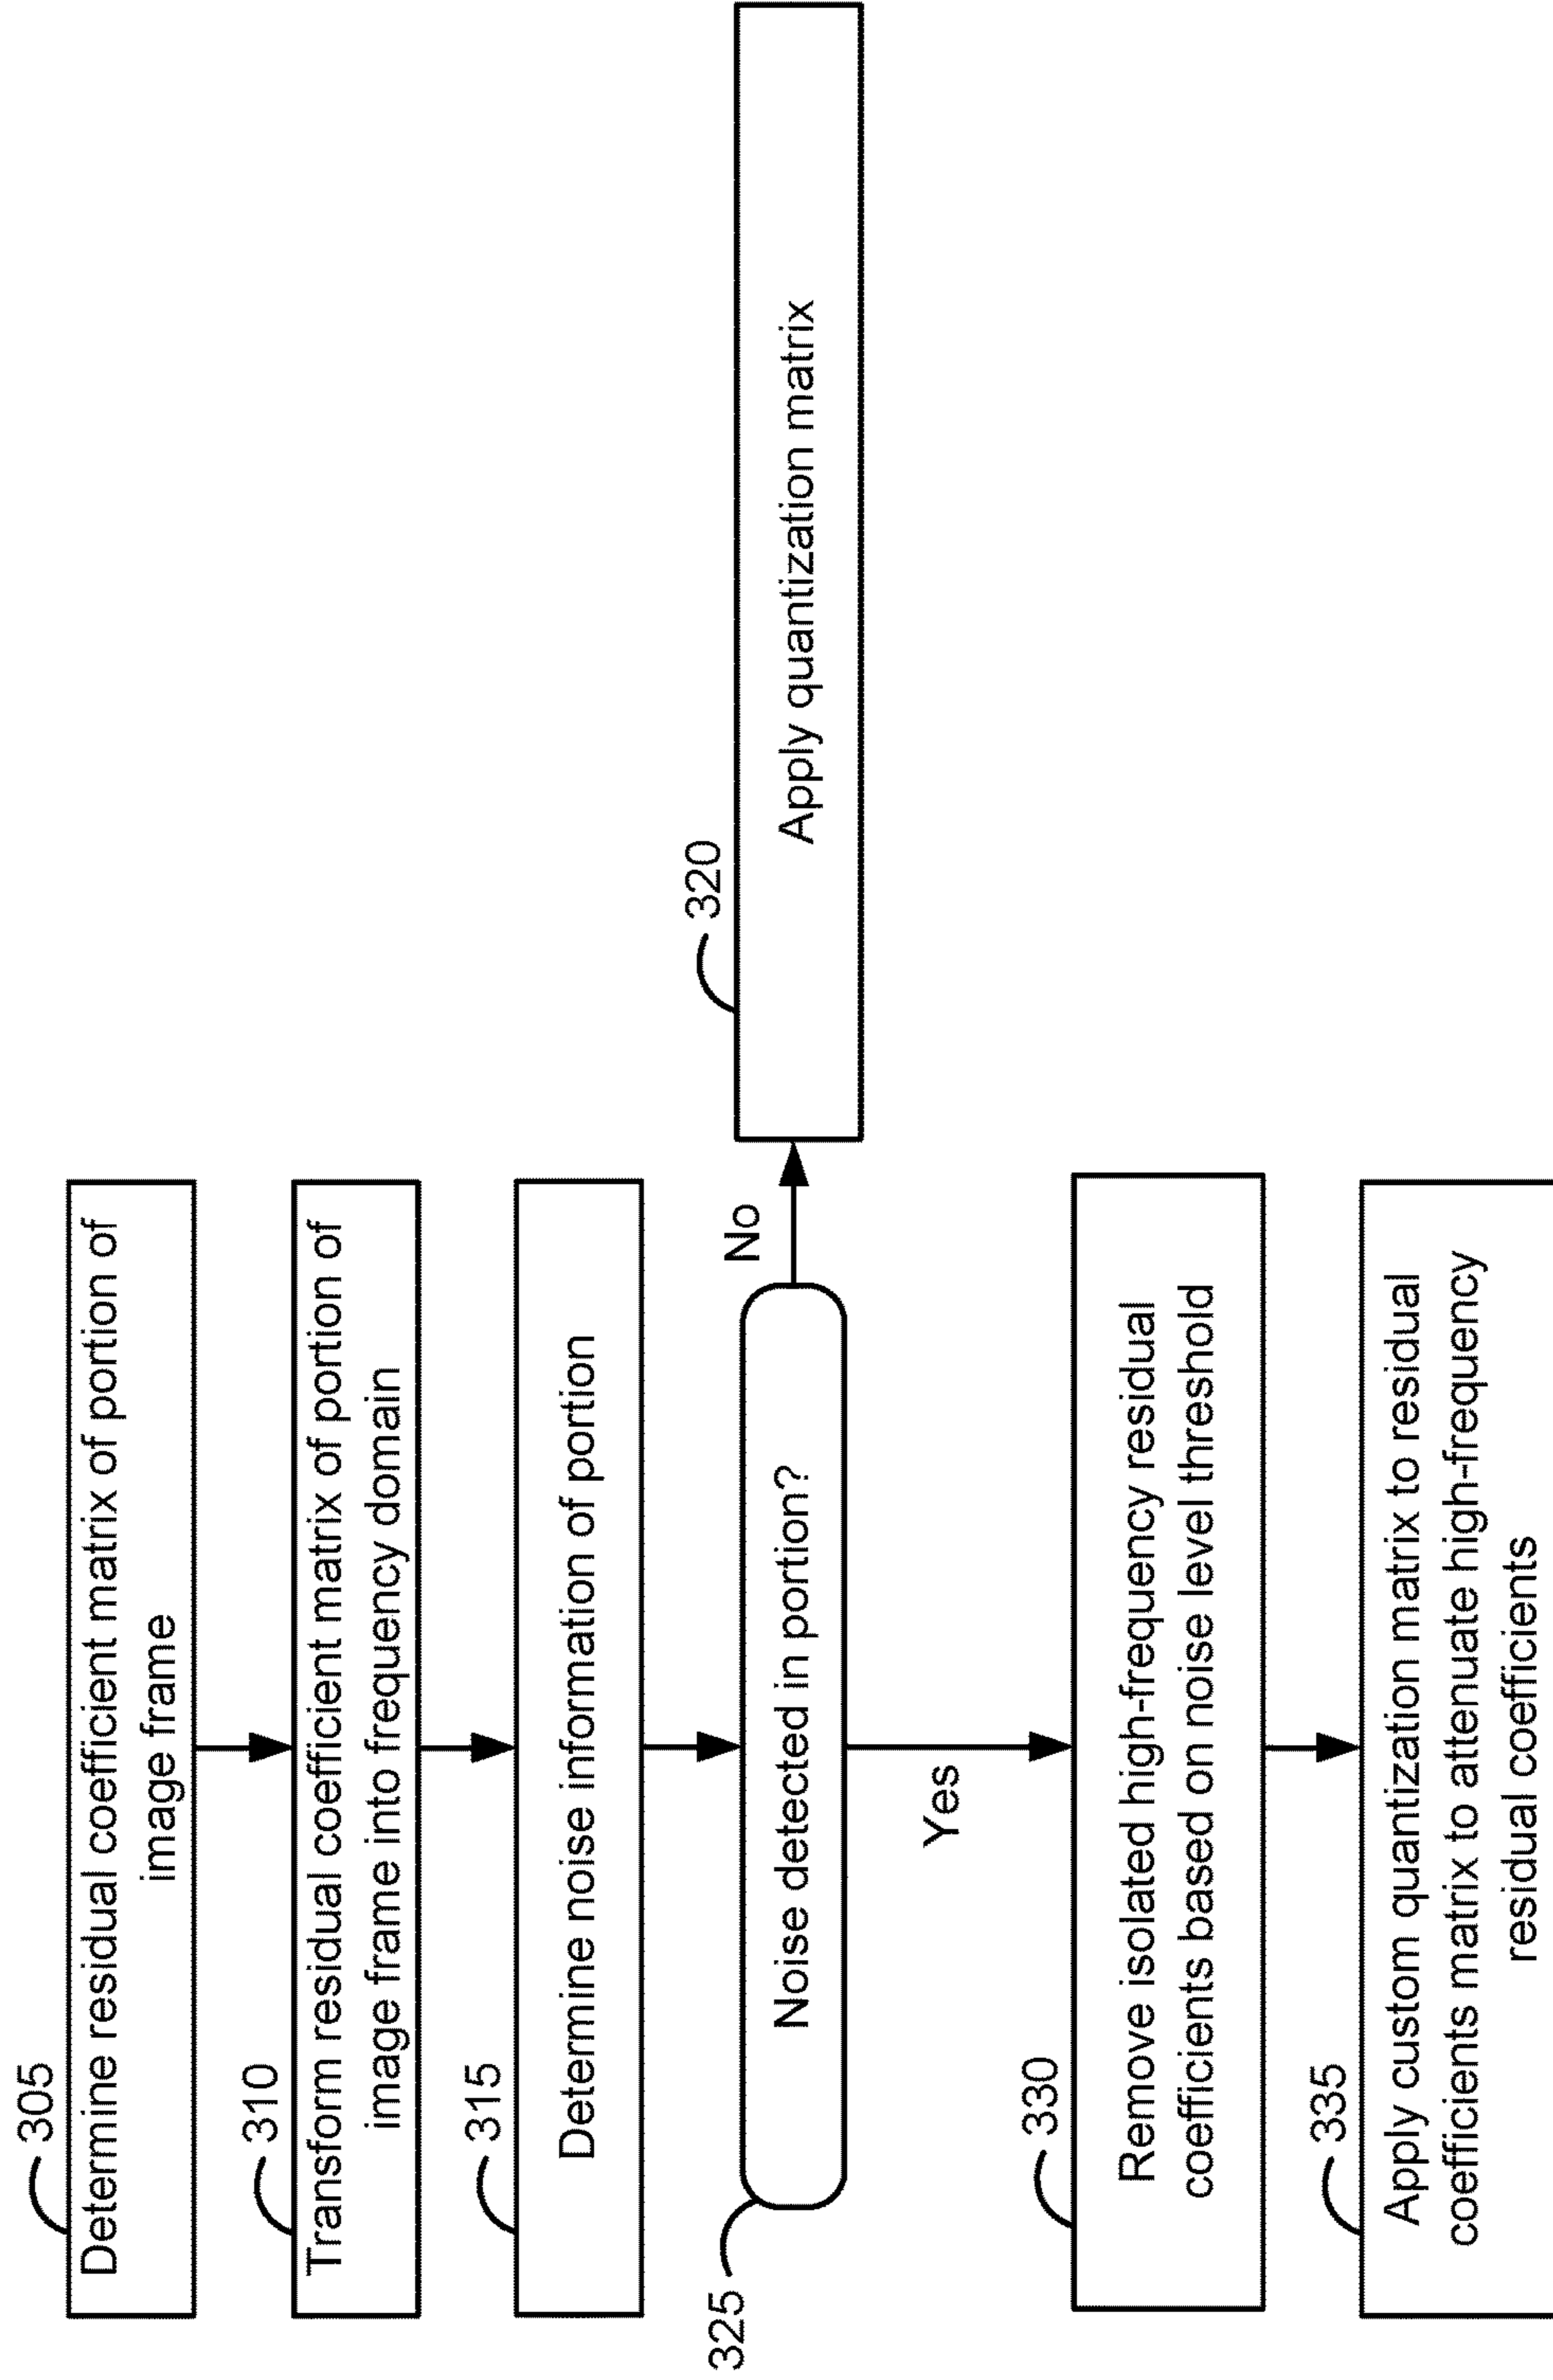 305
Determine residual coefficient matrix of portion of
image frame
310
Transform residual coefficient matrix of portion of
image frame into frequency domain
315
Determine noise information of portion
325
Noise detected in portion?
No
320
Apply quantization matrix
Yes
330
Remove isolated high-frequency residual
coefficients based on noise level threshold
335
Apply custom quantization matrix to residual
coefficients matrix to attenuate high-frequency
residual coefficients